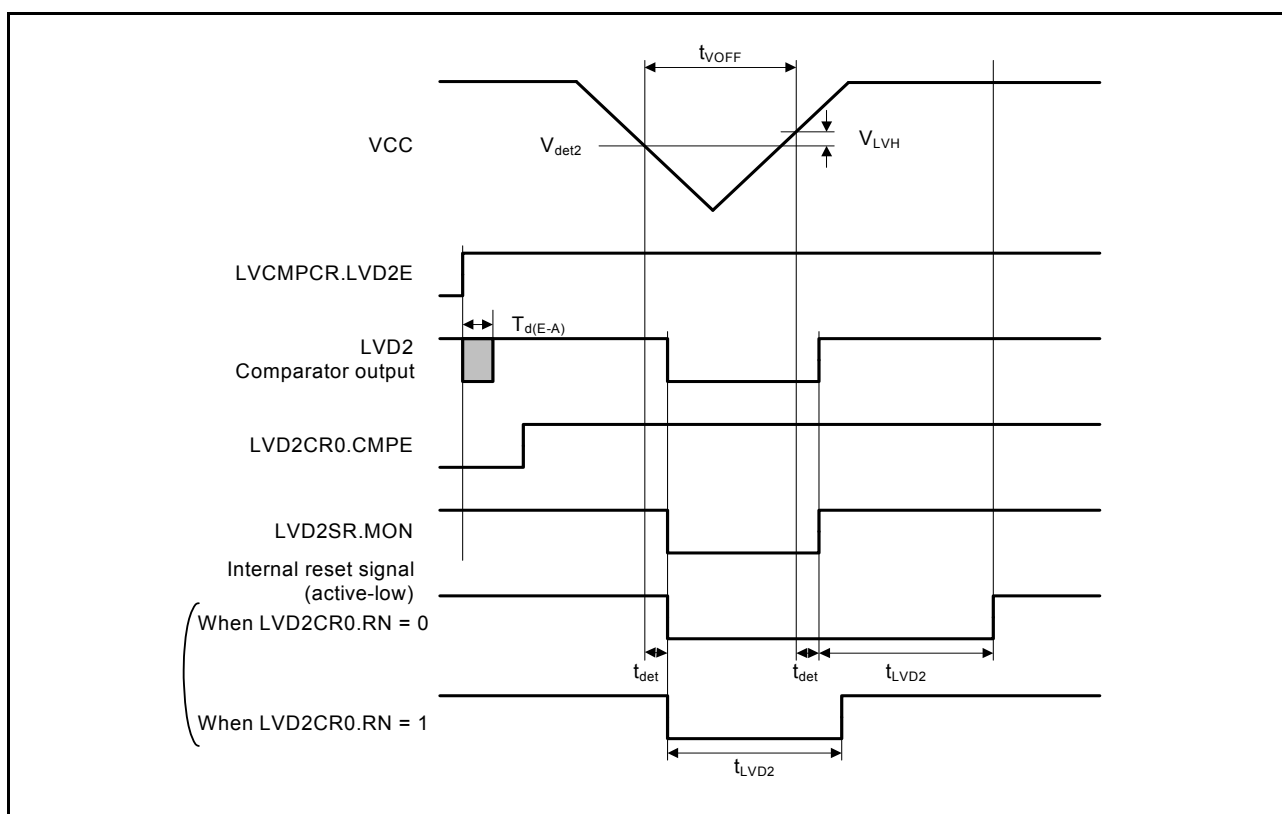 tVOFF
VCC
Vdet2
VLVH
LVCMPCR.LVD2E
Td(E-A)
LVD2
Comparator output
LVD2CR0.CMPE
LVD2SR.MON
Internal reset signal
(active-low)
When LVD2CR0.RN = 0
tdet
tdet
tLVD2
When LVD2CR0.RN = 1
tLVD2